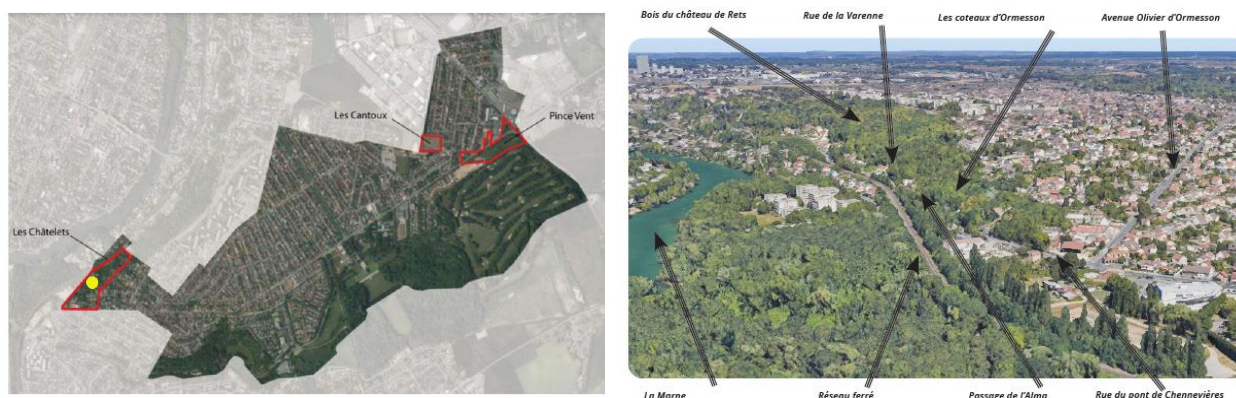 Les Cantoux
Pince Vent
Les Châtelets
Bois du château de Rets
Rue de la Varenne
Les coteaux d'Ormesson
Avenue Olivier d'Ormesson
La Marne
Réseau ferré
Passage de l'Alma
Rue du pont de Chennevières